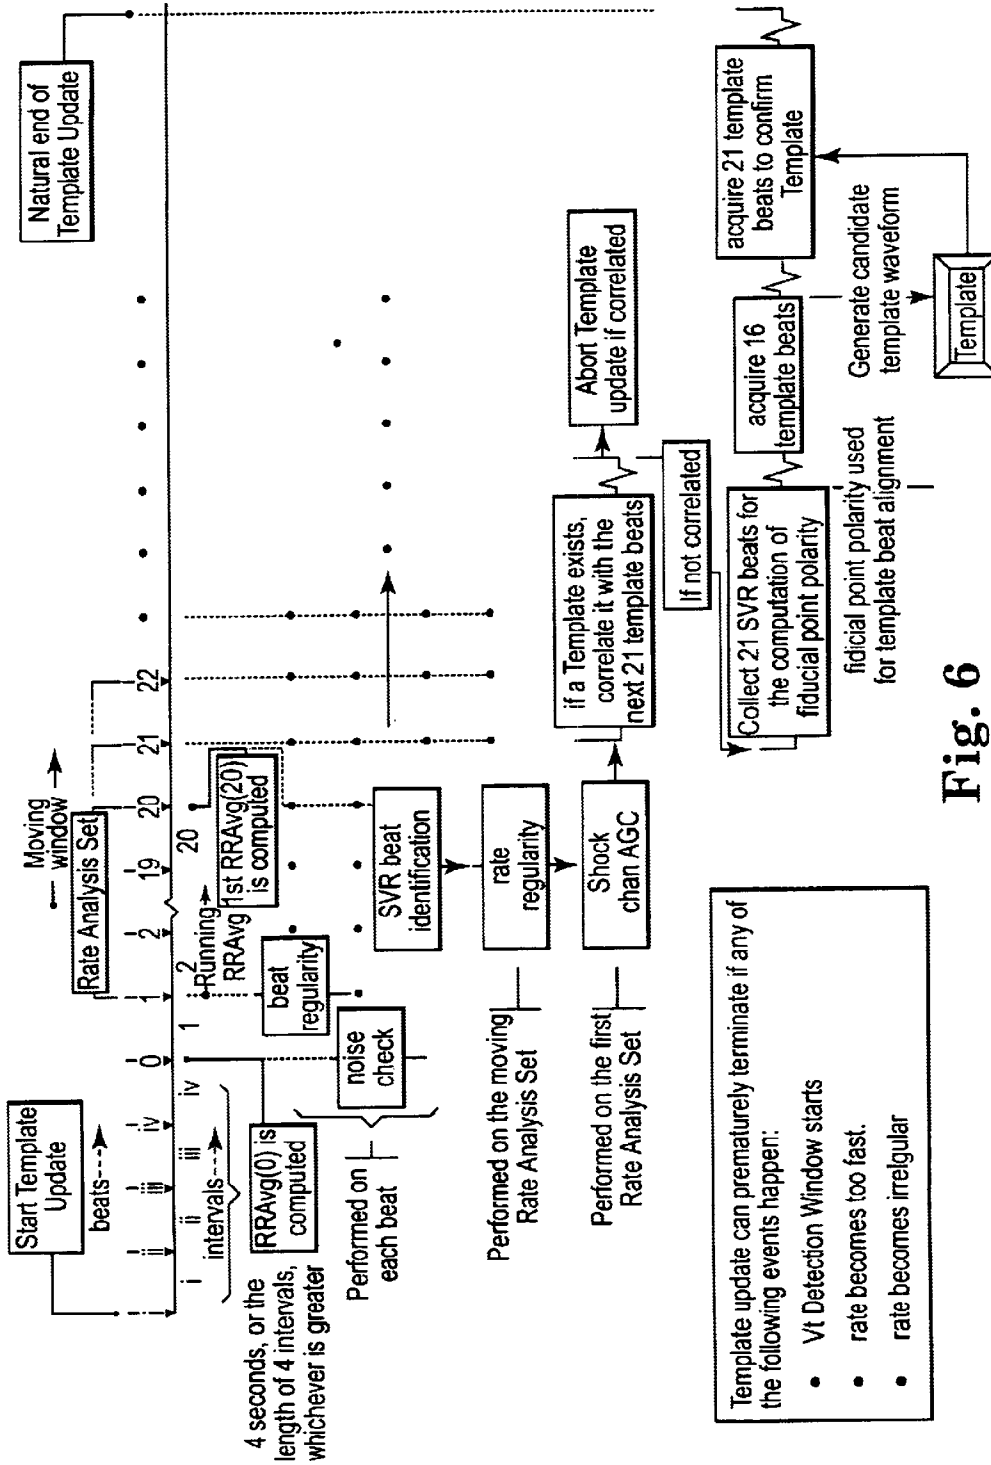 Start Template
Update
Natural end of
Template Update
Moving
window
Rate Analysis Set
beats
i
ii
iii
iv
0
1
2
19
20
21
22
i
ii
iii
iv
1
2
20
intervals
Running
RRAvg
4 seconds, or the
length of 4 intervals,
whichever is greater
RRAvg(0) is
computed
beat
regularity
1st RRAvg(20)
is computed
Performed on
each beat
noise
check
SVR beat
identification
Performed on the moving
Rate Analysis Set
rate
regularity
Performed on the first
Rate Analysis Set
Shock
chan AGC
if a Template exists,
correlate it with the
next 21 template beats
Abort Template
update if correlated
If not correlated
Collect 21 SVR beats for
the computation of
fiducial point polarity
acquire 16
template beats
acquire 21 template
beats to confirm
Template
fidicial point polarity used
for template beat alignment
Generate candidate
template waveform
Template
Template update can prematurely terminate if any of
the following events happen:
• Vt Detection Window starts
• rate becomes too fast.
• rate becomes irrelgular
Fig. 6